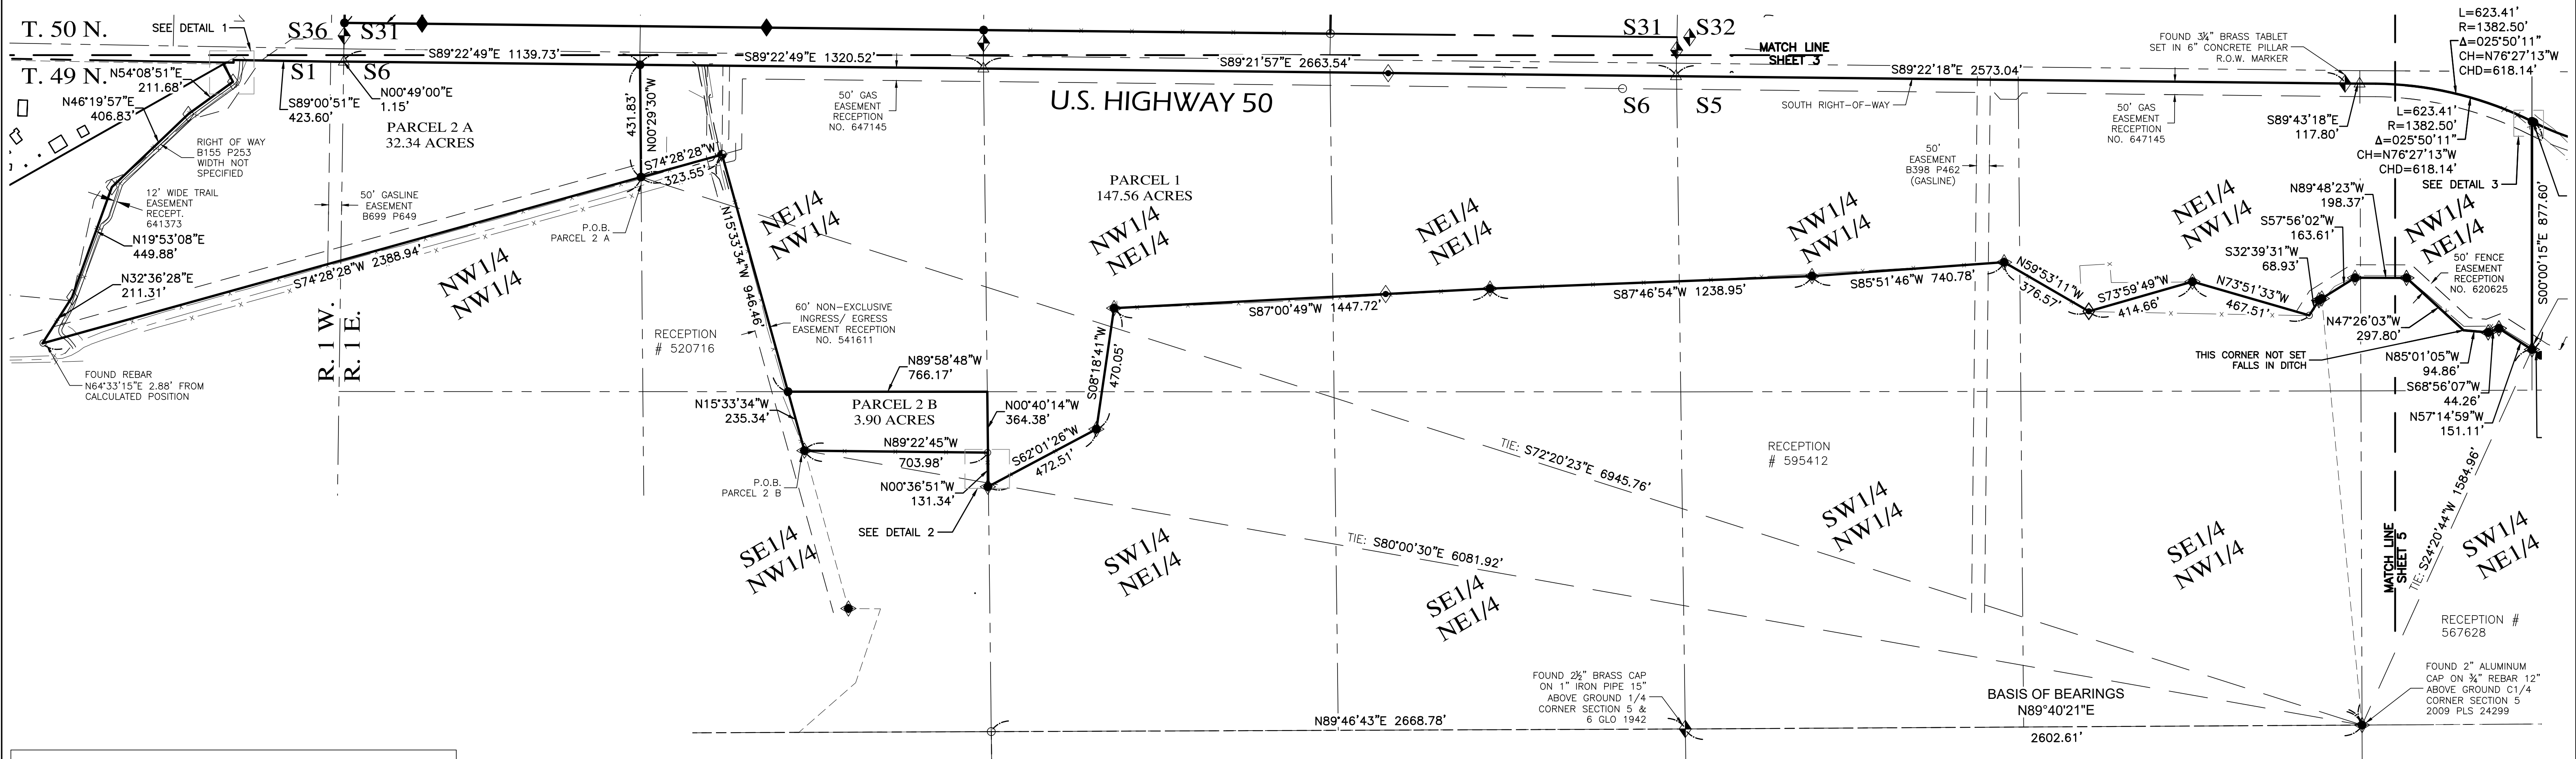 T. 50 N.
SEE DETAIL 1
S36
S31
S31
S32
MATCH LINE
SHEET 3
FOUND 3¼" BRASS TABLET
SET IN 6" CONCRETE PILLAR
R.O.W. MARKER
L=623.41'
R=1382.50'
Δ=025°50'11"
CH=N76°27'13"W
CHD=618.14'
T. 49 N.
S1
S6
S89°22'49"E 1139.73'
S89°22'49"E 1320.52'
S89°21'57"E 2663.54'
S89°22'18"E 2573.04'
N54°08'51"E
211.68'
N46°19'57"E
406.83'
S89°00'51"E
423.60'
N00°49'00"E
1.15'
PARCEL 2 A
32.34 ACRES
431.83'
N00°29'30"W
50' GAS
EASEMENT
RECEPTION
NO. 647145
U.S. HIGHWAY 50
S6
S5
SOUTH RIGHT-OF-WAY
50' GAS
EASEMENT
RECEPTION
NO. 647145
S89°43'18"E
117.80'
L=623.41'
R=1382.50'
Δ=025°50'11"
CH=N76°27'13"W
CHD=618.14'
SEE DETAIL 3
RIGHT OF WAY
B155 P253
WIDTH NOT
SPECIFIED
12' WIDE TRAIL
EASEMENT
RECEPT.
641373
50' GASLINE
EASEMENT
B699 P649
S74°28'28"W
323.55'
P.O.B.
PARCEL 2 A
PARCEL 1
147.56 ACRES
50'
EASEMENT
B398 P462
(GASLINE)
N19°53'08"E
449.88'
N32°36'28"E
211.31'
S74°28'28"W 2388.94'
NW1/4
NW1/4
R. 1 W.
R. 1 E.
NE1/4
NW1/4
NW1/4
NE1/4
NE1/4
NE1/4
NW1/4
NW1/4
NE1/4
NW1/4
NW1/4
NE1/4
N89°48'23"W
198.37'
S57°56'02"W
163.61'
S32°39'31"W
68.93'
S00°00'15"E 877.60'
50' FENCE
EASEMENT
RECEPTION
NO. 620625
N15°33'34"W 946.46'
60' NON-EXCLUSIVE
INGRESS/ EGRESS
EASEMENT RECEPTION
NO. 541611
RECEPTION
# 520716
S87°00'49"W 1447.72'
S87°46'54"W 1238.95'
S85°51'46"W 740.78'
N59°53'11"W
376.57'
S73°59'49"W
414.66'
N73°51'33"W
467.51'
N47°26'03"W
297.80'
THIS CORNER NOT SET
FALLS IN DITCH
N85°01'05"W
94.86'
S68°56'07"W
44.26'
N57°14'59"W
151.11'
FOUND REBAR
N64°33'15"E 2.88' FROM
CALCULATED POSITION
N89°58'48"W
766.17'
S08°18'41"W
470.05'
N15°33'34"W
235.34'
PARCEL 2 B
3.90 ACRES
N00°40'14"W
364.38'
N89°22'45"W
703.98'
S62°01'26"W
472.51'
P.O.B.
PARCEL 2 B
N00°36'51"W
131.34'
SEE DETAIL 2
TIE: S72°20'23"E 6945.76'
RECEPTION
# 595412
TIE: S80°00'30"E 6081.92'
SE1/4
NW1/4
SW1/4
NE1/4
SE1/4
NE1/4
SW1/4
NW1/4
SE1/4
NW1/4
SW1/4
NE1/4
MATCH LINE
SHEET 5
TIE: S24°20'44"W 1584.96'
RECEPTION #
567628
FOUND 2½" BRASS CAP
ON 1" IRON PIPE 15"
ABOVE GROUND 1/4
CORNER SECTION 5 &
6 GLO 1942
FOUND 2" ALUMINUM
CAP ON ¾" REBAR 12"
ABOVE GROUND C1/4
CORNER SECTION 5
2009 PLS 24299
BASIS OF BEARINGS
N89°40'21"E
N89°46'43"E 2668.78'
2602.61'